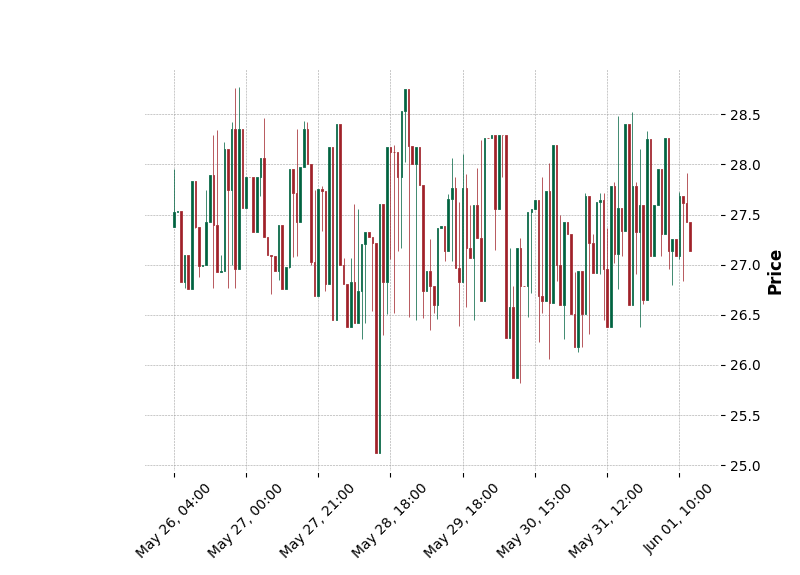 28.5
28.0
27.5
27.0
26.5
26.0
25.5
25.0
Price
May 26, 04:00
May 27, 00:00
May 27, 21:00
May 28, 18:00
May 29, 18:00
May 30, 15:00
May 31, 12:00
Jun 01, 10:00